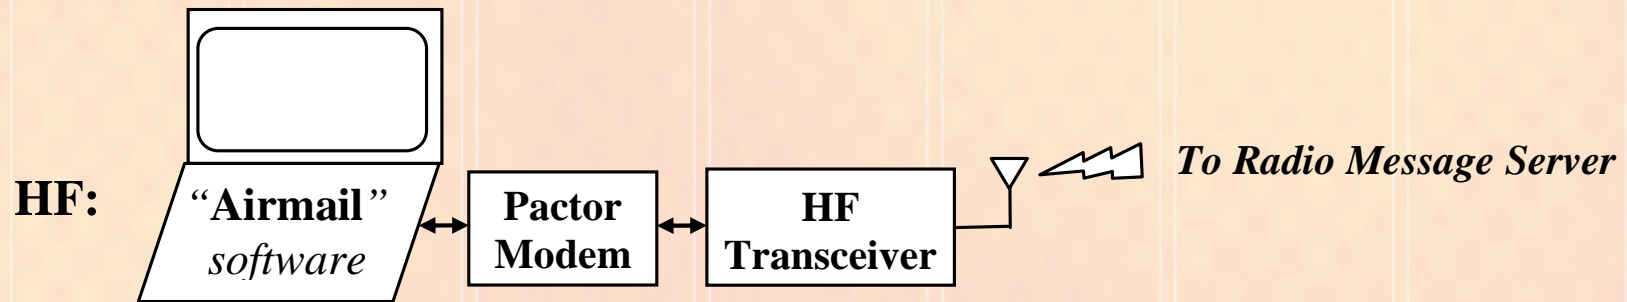 HF:
“Airmail”
software
Pactor
Modem
HF
Transceiver
To Radio Message Server